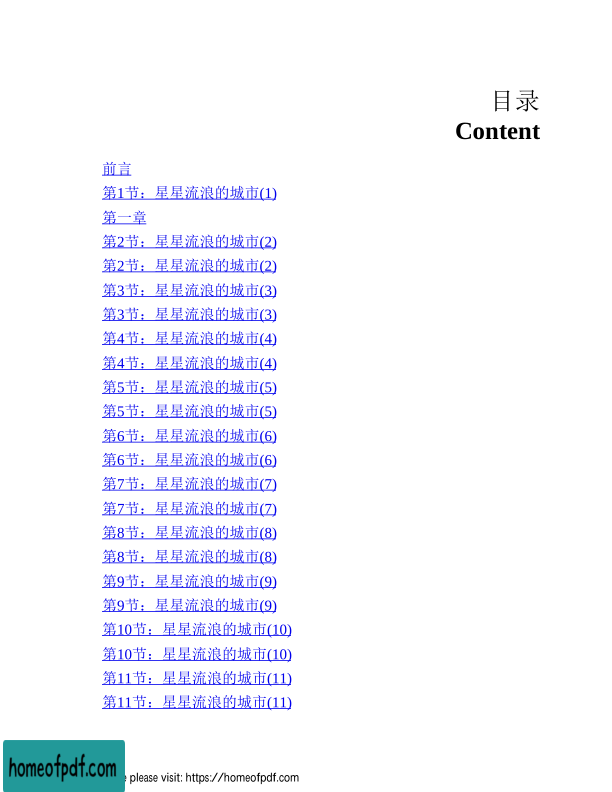 目录
Content
前言
第1节：星星流浪的城市(1)
第一章
第2节：星星流浪的城市(2)
第2节：星星流浪的城市(2)
第3节：星星流浪的城市(3)
第3节：星星流浪的城市(3)
第4节：星星流浪的城市(4)
第4节：星星流浪的城市(4)
第5节：星星流浪的城市(5)
第5节：星星流浪的城市(5)
第6节：星星流浪的城市(6)
第6节：星星流浪的城市(6)
第7节：星星流浪的城市(7)
第7节：星星流浪的城市(7)
第8节：星星流浪的城市(8)
第8节：星星流浪的城市(8)
第9节：星星流浪的城市(9)
第9节：星星流浪的城市(9)
第10节：星星流浪的城市(10)
第10节：星星流浪的城市(10)
第11节：星星流浪的城市(11)
第11节：星星流浪的城市(11)
homeofpdf.com
please visit: https://homeofpdf.com